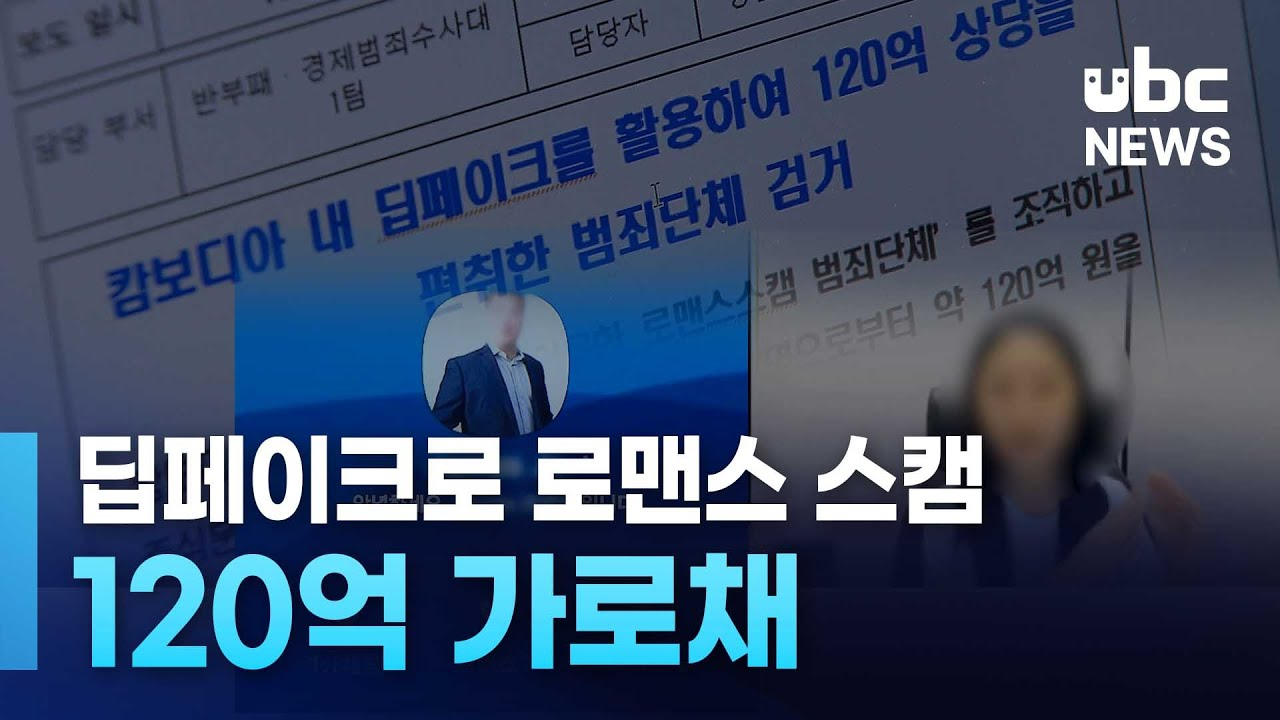 보도 일시
담당 부서
반부패·경제범죄수사대
1팀
담당자
캄보디아 내 딥페이크를 활용하여 120억 상당을
편취한 범죄단체 검거
로맨스스캠 범죄단체’를 조직하고
으로부터 약 120억 원을
ubc
NEWS
딥페이크로 로맨스 스캠
120억 가로채